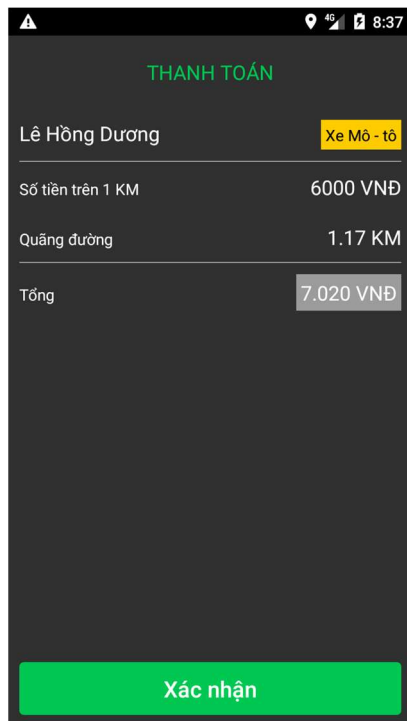 4G 8:37
THANH TOÁN
Lê Hồng Dương Xe Mô - tô
Số tiền trên 1 KM 6000 VNĐ
Quãng đường 1.17 KM
Tổng 7.020 VNĐ
Xác nhận